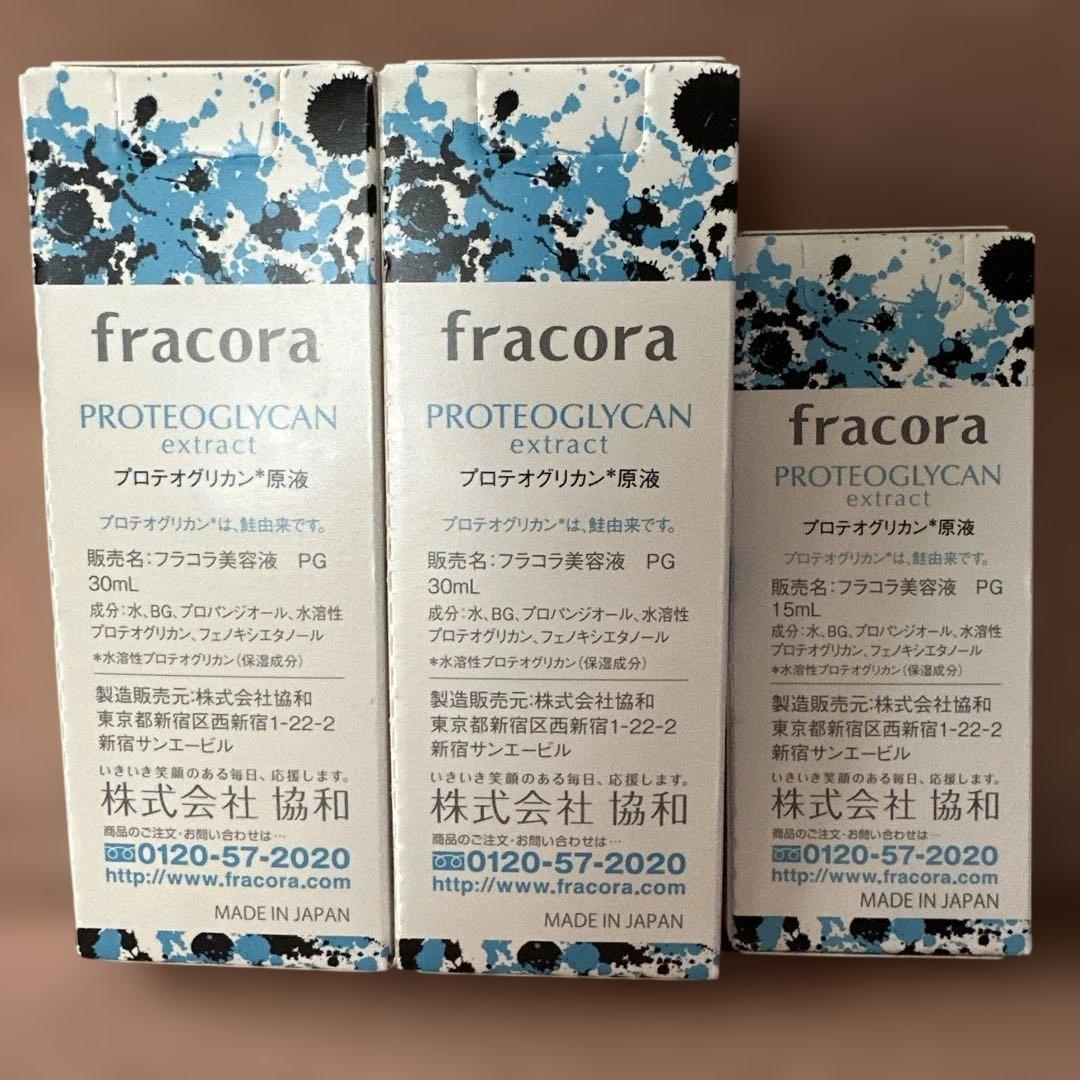 fracora
PROTEOGLYCAN
extract
プロテオグリカン*原液
プロテオグリカン*は、鮭由来です。
販売名:フラコラ美容液 PG
30mL
成分:水、BG、プロパンジオール、水溶性
プロテオグリカン、フェノキシエタノール
*水溶性プロテオグリカン(保湿成分)
製造販売元:株式会社協和
東京都新宿区西新宿1-22-2
新宿サンエービル
いきいき笑顔のある毎日、応援します。
株式会社 協和
商品のご注文・お問い合わせは…
0120-57-2020
http://www.fracora.com
MADE IN JAPAN
fracora
PROTEOGLYCAN
extract
プロテオグリカン*原液
プロテオグリカン*は、鮭由来です。
販売名:フラコラ美容液 PG
30mL
成分:水、BG、プロパンジオール、水溶性
プロテオグリカン、フェノキシエタノール
*水溶性プロテオグリカン(保湿成分)
製造販売元:株式会社協和
東京都新宿区西新宿1-22-2
新宿サンエービル
いきいき笑顔のある毎日、応援します。
株式会社 協和
商品のご注文・お問い合わせは…
0120-57-2020
http://www.fracora.com
MADE IN JAPAN
fracora
PROTEOGLYCAN
extract
プロテオグリカン*原液
プロテオグリカン*は、鮭由来です。
販売名:フラコラ美容液 PG
15mL
成分:水、BG、プロパンジオール、水溶性
プロテオグリカン、フェノキシエタノール
*水溶性プロテオグリカン(保湿成分)
製造販売元:株式会社協和
東京都新宿区西新宿1-22-2
新宿サンエービル
いきいき笑顔のある毎日、応援します。
株式会社 協和
商品のご注文・お問い合わせは…
0120-57-2020
http://www.fracora.com
MADE IN JAPAN